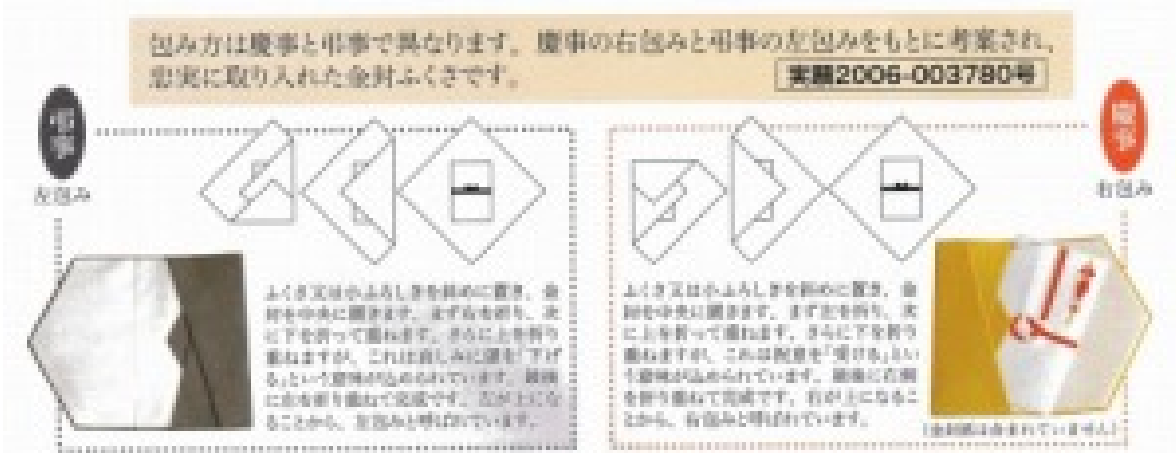 包み方は慶事と弔事で異なります。慶事の右包みと弔事の左包みをもとに考案され、
忠実に取り入れた金封ふくさです。
実願2006-003780号
弔事
左包み
ふくさ又は小ふろしきを斜めに置き、金
封を中央に置きます。まず右を折り、次
に下を折って重ねます。さらに上を折り
重ねますが、これは哀しみに頭を「下げ
る」という意味が込められています。最後
に左を折り重ねて完成です。左が上にな
ることから、左包みと呼ばれています。
慶事
右包み
ふくさ又は小ふろしきを斜めに置き、金
封を中央に置きます。まず左を折り、次
に上を折って重ねます。さらに下を折り
重ねますが、これは祝意を「受ける」とい
う意味が込められています。最後に右側
を折り重ねて完成です。右が上になるこ
とから、右包みと呼ばれています。
(金封紙は含まれていません)